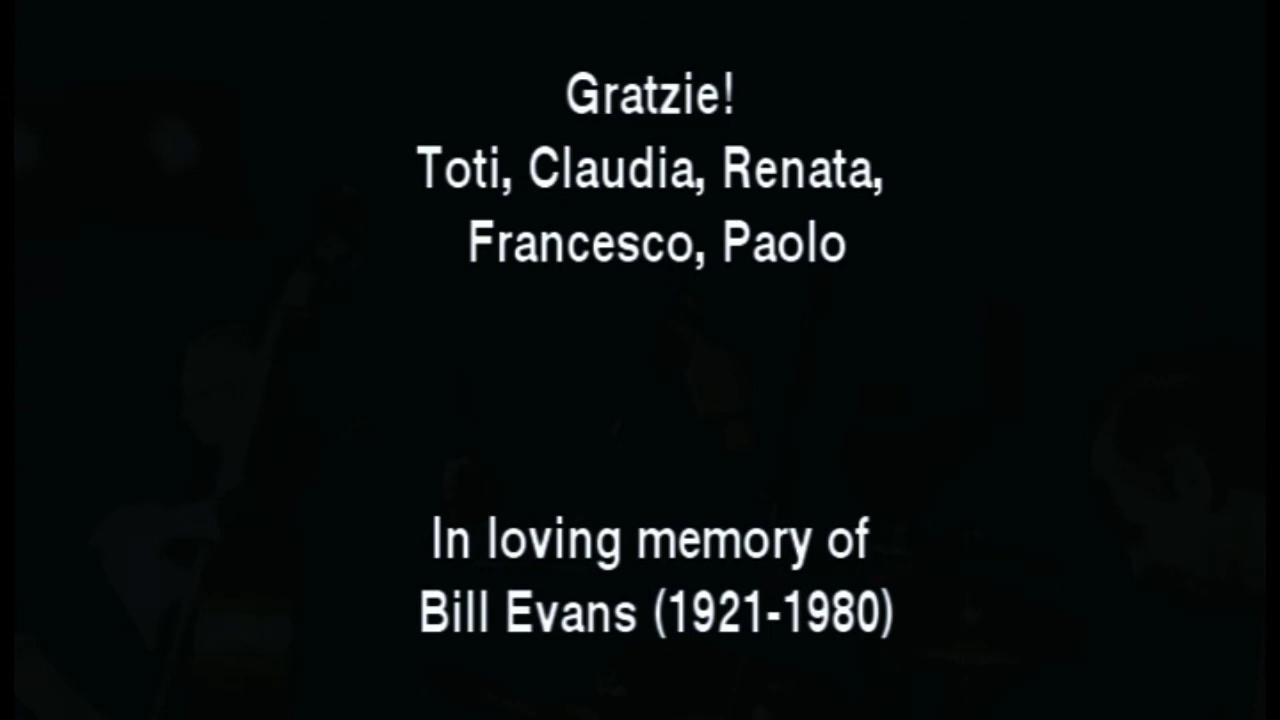 Gratzie!
Toti, Claudia, Renata,
Francesco, Paolo
In loving memory of
Bill Evans (1921-1980)